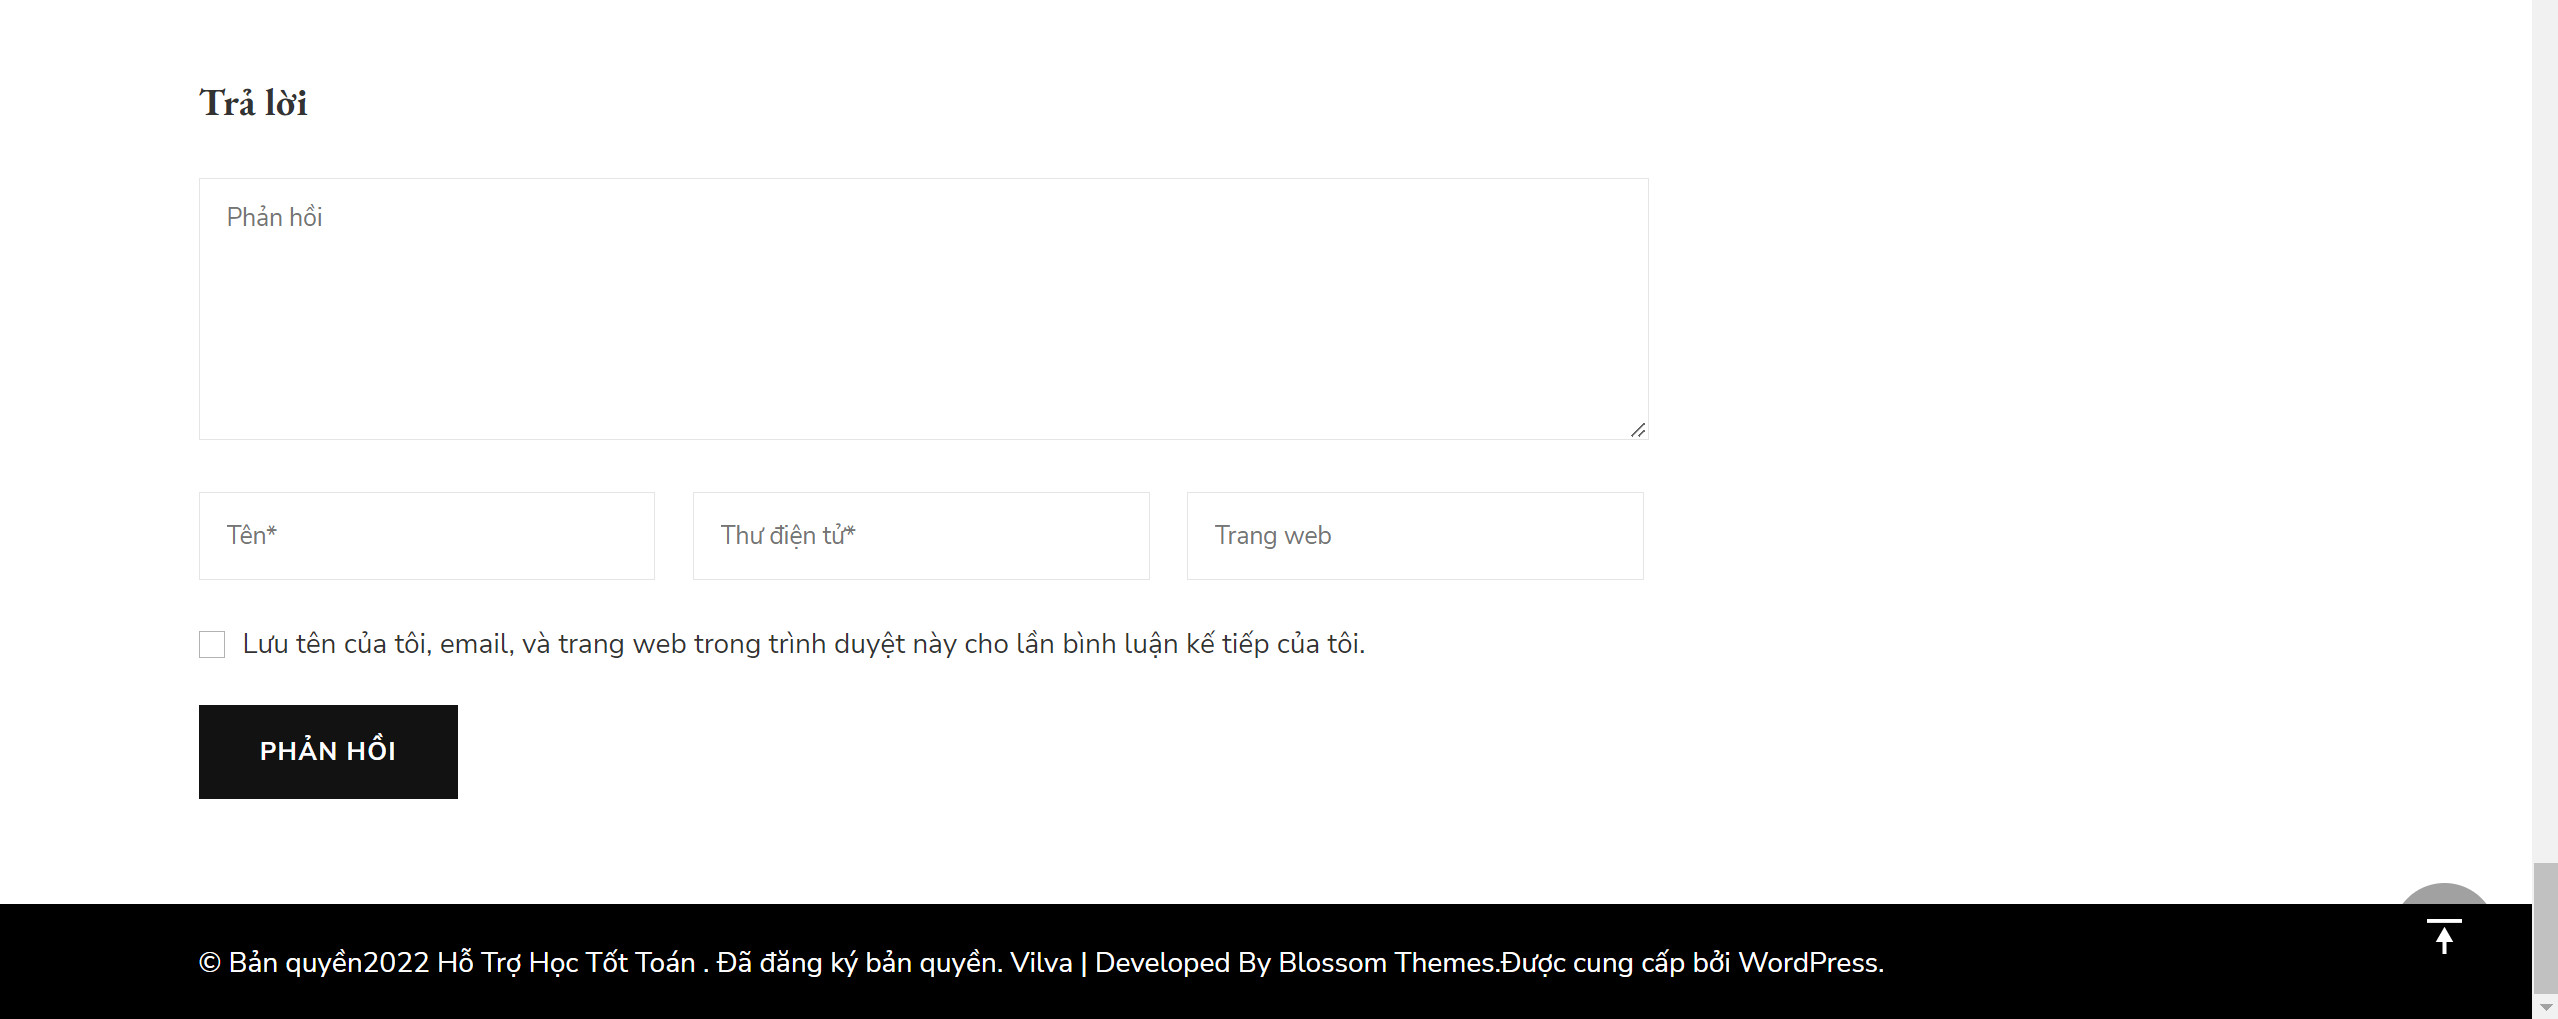 Trả lời
Phản hồi
Tên*
Thư điện tử*
Trang web
Lưu tên của tôi, email, và trang web trong trình duyệt này cho lần bình luận kế tiếp của tôi.
PHẢN HỒI
© Bản quyền2022 Hỗ Trợ Học Tốt Toán . Đã đăng ký bản quyền. Vilva | Developed By Blossom Themes.Được cung cấp bởi WordPress.